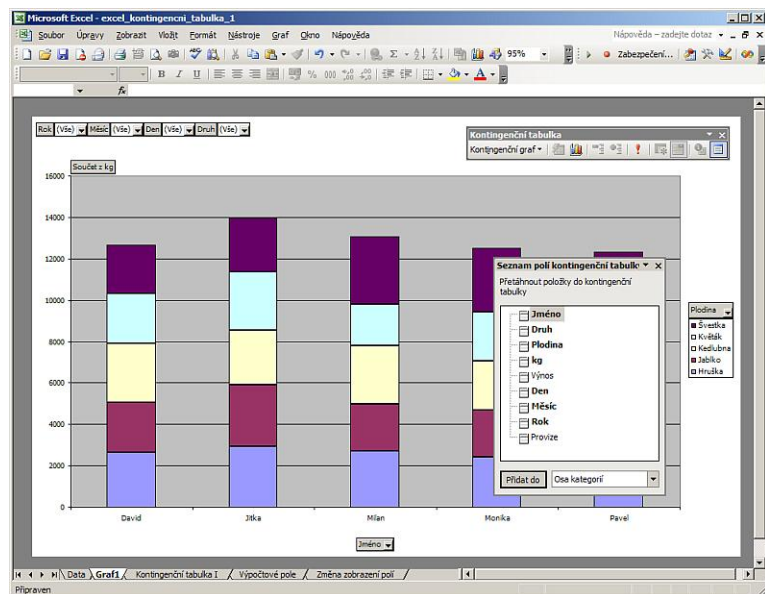 Microsoft Excel - excel_kontingencni_tabulka_1
Soubor Úpravy Zobrazit Vložit Formát Nástroje Graf Okno Nápověda
Nápověda – zadejte dotaz
95%
Zabezpečení...
Rok (Vše) Měsíc (Vše) Den (Vše) Druh (Vše)
Kontingenční tabulka
Kontingenční graf
Součet z kg
16000
14000
12000
10000
8000
6000
4000
2000
0
David Jitka Milan Monika Pavel
Jméno
Seznam polí kontingenční tabulk
Přetáhnout položky do kontingenční
tabulky
Jméno
Druh
Plodina
kg
Výnos
Den
Měsíc
Rok
Provize
Přidat do Osa kategorií
Plodina
Švestka
Květák
Kedlubna
Jablko
Hruška
Data Graf1 Kontingenční tabulka I Výpočtové pole Změna zobrazení polí
Připraven